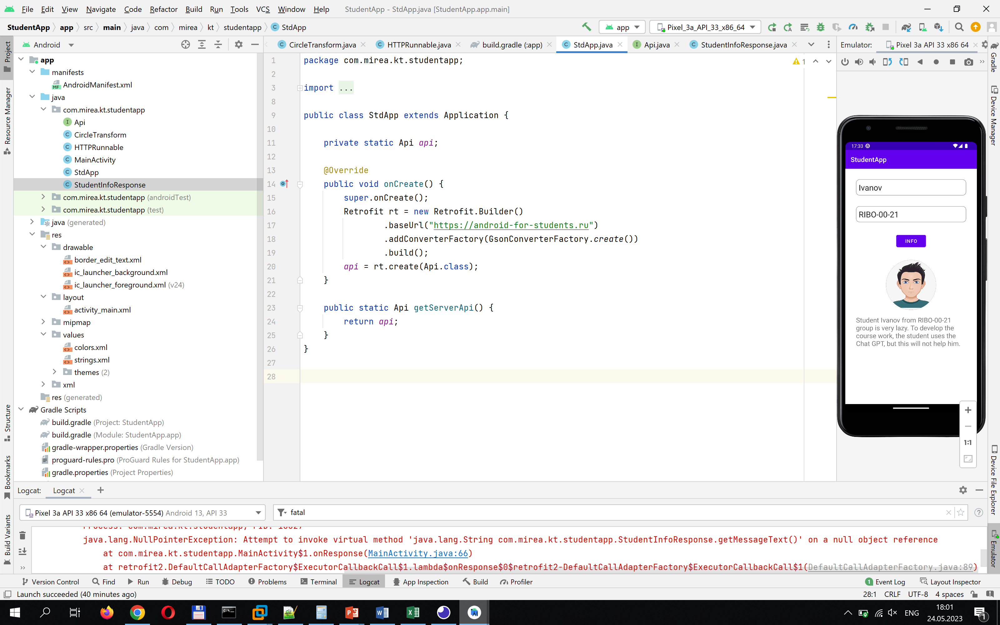 File Edit View Navigate Code Refactor Build Run Tools VCS Window Help StudentApp - StdApp.java [StudentApp.app.main]
StudentApp app src main java com mirea kt studentapp StdApp
app Pixel_3a_API_33_x86_64
Android
CircleTransform.java HTTPRunnable.java build.gradle (:app) StdApp.java Api.java StudentInfoResponse.java
Emulator: Pixel 3a API 33 x86 64
Project
Resource Manager
Structure
Bookmarks
Build Variants
app
manifests
AndroidManifest.xml
java
com.mirea.kt.studentapp
Api
CircleTransform
HTTPRunnable
MainActivity
StdApp
StudentInfoResponse
com.mirea.kt.studentapp (androidTest)
com.mirea.kt.studentapp (test)
java (generated)
res
drawable
border_edit_text.xml
ic_launcher_background.xml
ic_launcher_foreground.xml (v24)
layout
activity_main.xml
mipmap
values
colors.xml
strings.xml
themes (2)
xml
res (generated)
Gradle Scripts
build.gradle (Project: StudentApp)
build.gradle (Module: StudentApp.app)
gradle-wrapper.properties (Gradle Version)
proguard-rules.pro (ProGuard Rules for StudentApp.app)
gradle.properties (Project Properties)
1 package com.mirea.kt.studentapp;
2
3 import ...
8
9 public class StdApp extends Application {
10
11 private static Api api;
12
13 @Override
14 public void onCreate() {
15 super.onCreate();
16 Retrofit rt = new Retrofit.Builder()
17 .baseUrl("https://android-for-students.ru")
18 .addConverterFactory(GsonConverterFactory.create())
19 .build();
20 api = rt.create(Api.class);
21 }
22
23 public static Api getServerApi() {
24 return api;
25 }
26 }
27
28
1
17:33
StudentApp
Ivanov
RIBO-00-21
INFO
Student Ivanov from RIBO-00-21
group is very lazy. To develop the
course work, the student uses the
Chat GPT, but this will not help him.
1:1
Gradle
Device Manager
Device File Explorer
Emulator
Logcat: Logcat
Pixel 3a API 33 x86 64 (emulator-5554) Android 13, API 33
fatal
java.lang.NullPointerException: Attempt to invoke virtual method 'java.lang.String com.mirea.kt.studentapp.StudentInfoResponse.getMessageText()' on a null object reference
at com.mirea.kt.studentapp.MainActivity$1.onResponse(MainActivity.java:66)
at retrofit2.DefaultCallAdapterFactory$ExecutorCallbackCall$1.lambda$onResponse$0$retrofit2-DefaultCallAdapterFactory$ExecutorCallbackCall$1(DefaultCallAdapterFactory.java:89)
Version Control Find Run Debug TODO Problems Terminal Logcat App Inspection Build Profiler 1 Event Log Layout Inspector
Launch succeeded (40 minutes ago) 28:1 CRLF UTF-8 4 spaces
ENG
18:01
24.05.2023
1